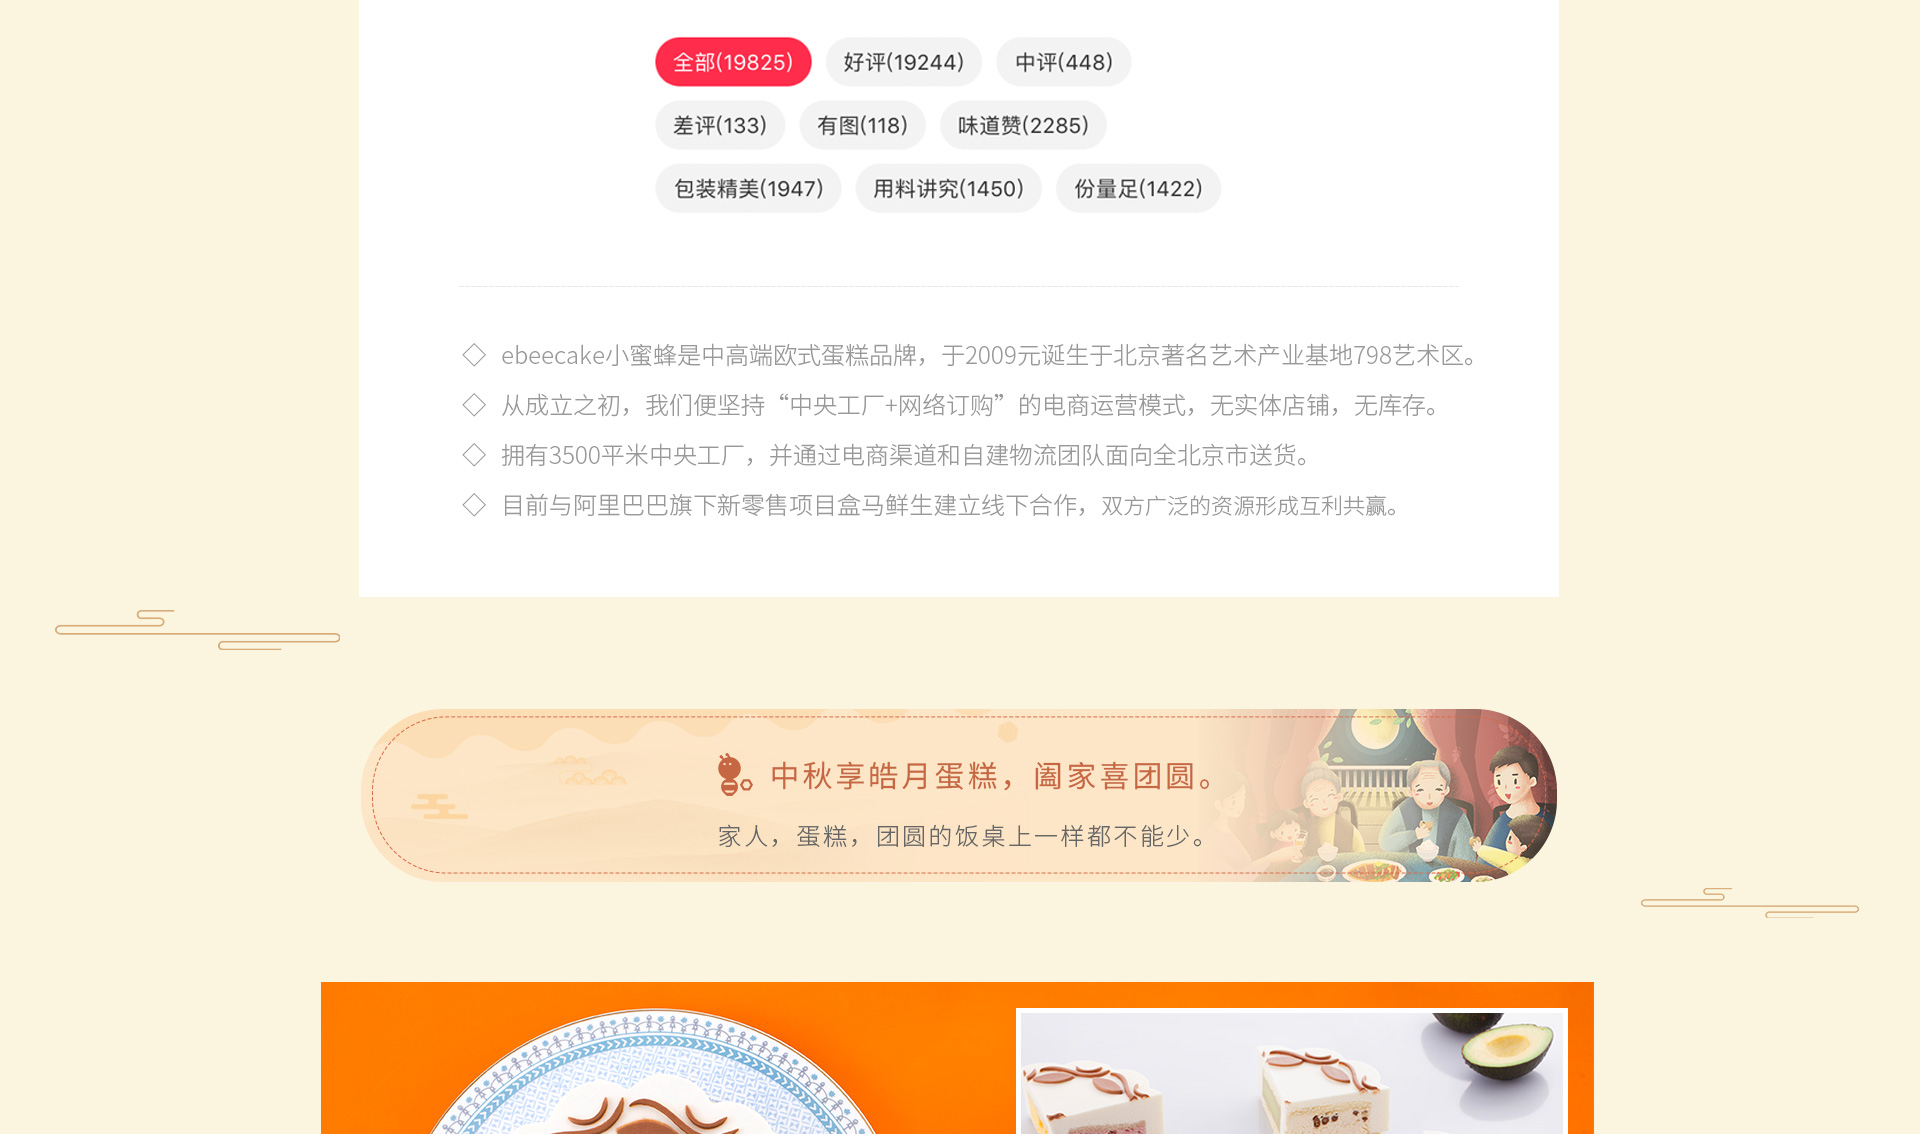 全部(19825) 好评(19244) 中评(448)
差评(133) 有图(118) 味道赞(2285)
包装精美(1947) 用料讲究(1450) 份量足(1422)
◇ ebeecake小蜜蜂是中高端欧式蛋糕品牌，于2009元诞生于北京著名艺术产业基地798艺术区。
◇ 从成立之初，我们便坚持“中央工厂+网络订购”的电商运营模式，无实体店铺，无库存。
◇ 拥有3500平米中央工厂，并通过电商渠道和自建物流团队面向全北京市送货。
◇ 目前与阿里巴巴旗下新零售项目盒马鲜生建立线下合作，双方广泛的资源形成互利共赢。
中秋享皓月蛋糕，阖家喜团圆。
家人，蛋糕，团圆的饭桌上一样都不能少。